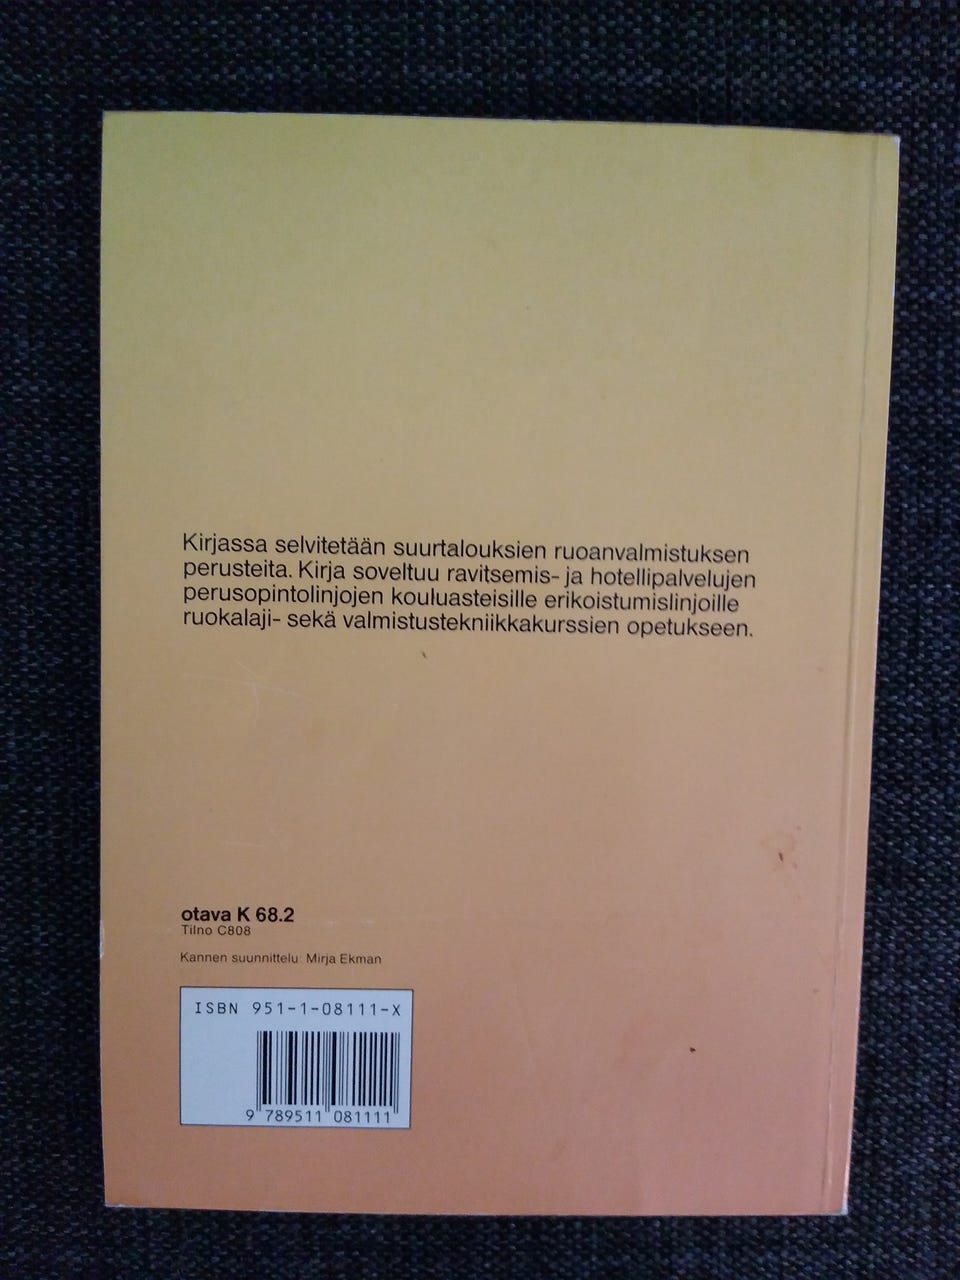 Kirjassa selvitetään suurtalouksien ruoanvalmistuksen
perusteita. Kirja soveltuu ravitsemis- ja hotellipalvelujen
perusopintolinjojen kouluasteisille erikoistumislinjoille
ruokalaji- sekä valmistustekniikkakurssien opetukseen.
otava K 68.2
Tilno C808
Kannen suunnittelu: Mirja Ekman
ISBN 951-1-08111-X
9 789511 081111